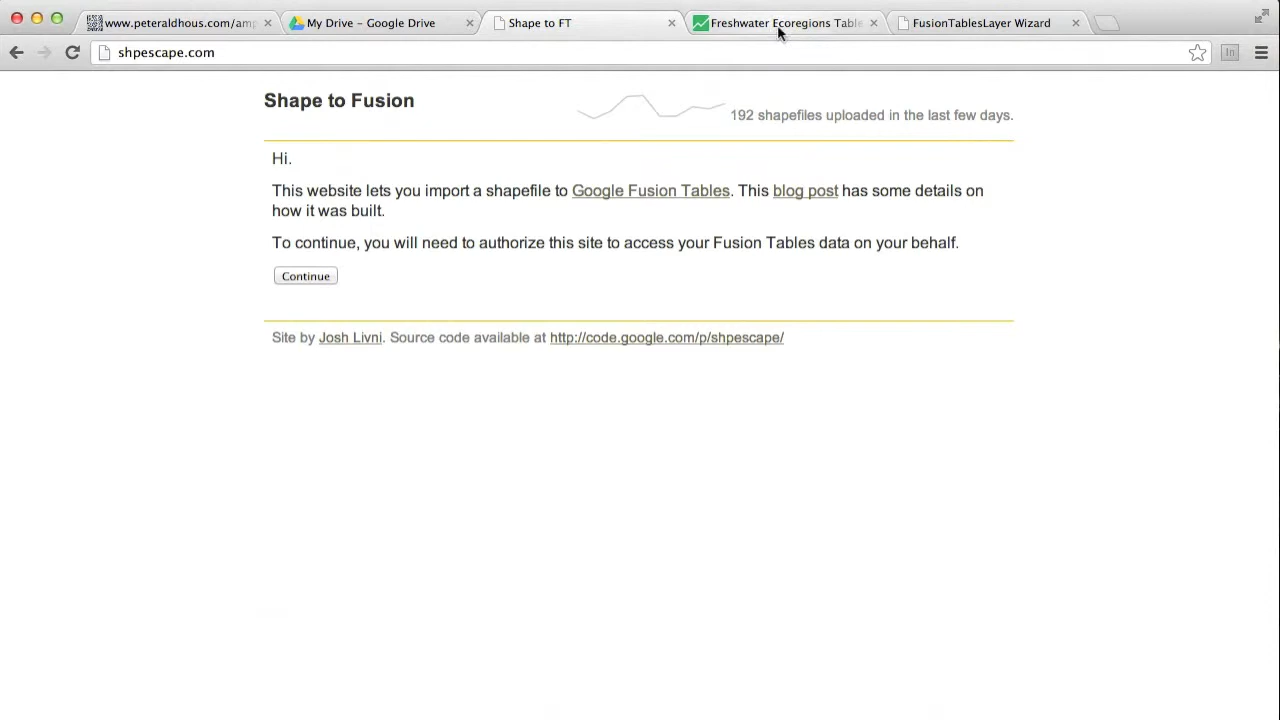 www.peteraldhous.com/amp
My Drive – Google Drive
Shape to FT
Freshwater Ecoregions Table
FusionTablesLayer Wizard
shpescape.com
Shape to Fusion
192 shapefiles uploaded in the last few days.
Hi.
This website lets you import a shapefile to Google Fusion Tables. This blog post has some details on
how it was built.
To continue, you will need to authorize this site to access your Fusion Tables data on your behalf.
Continue
Site by Josh Livni. Source code available at http://code.google.com/p/shpescape/